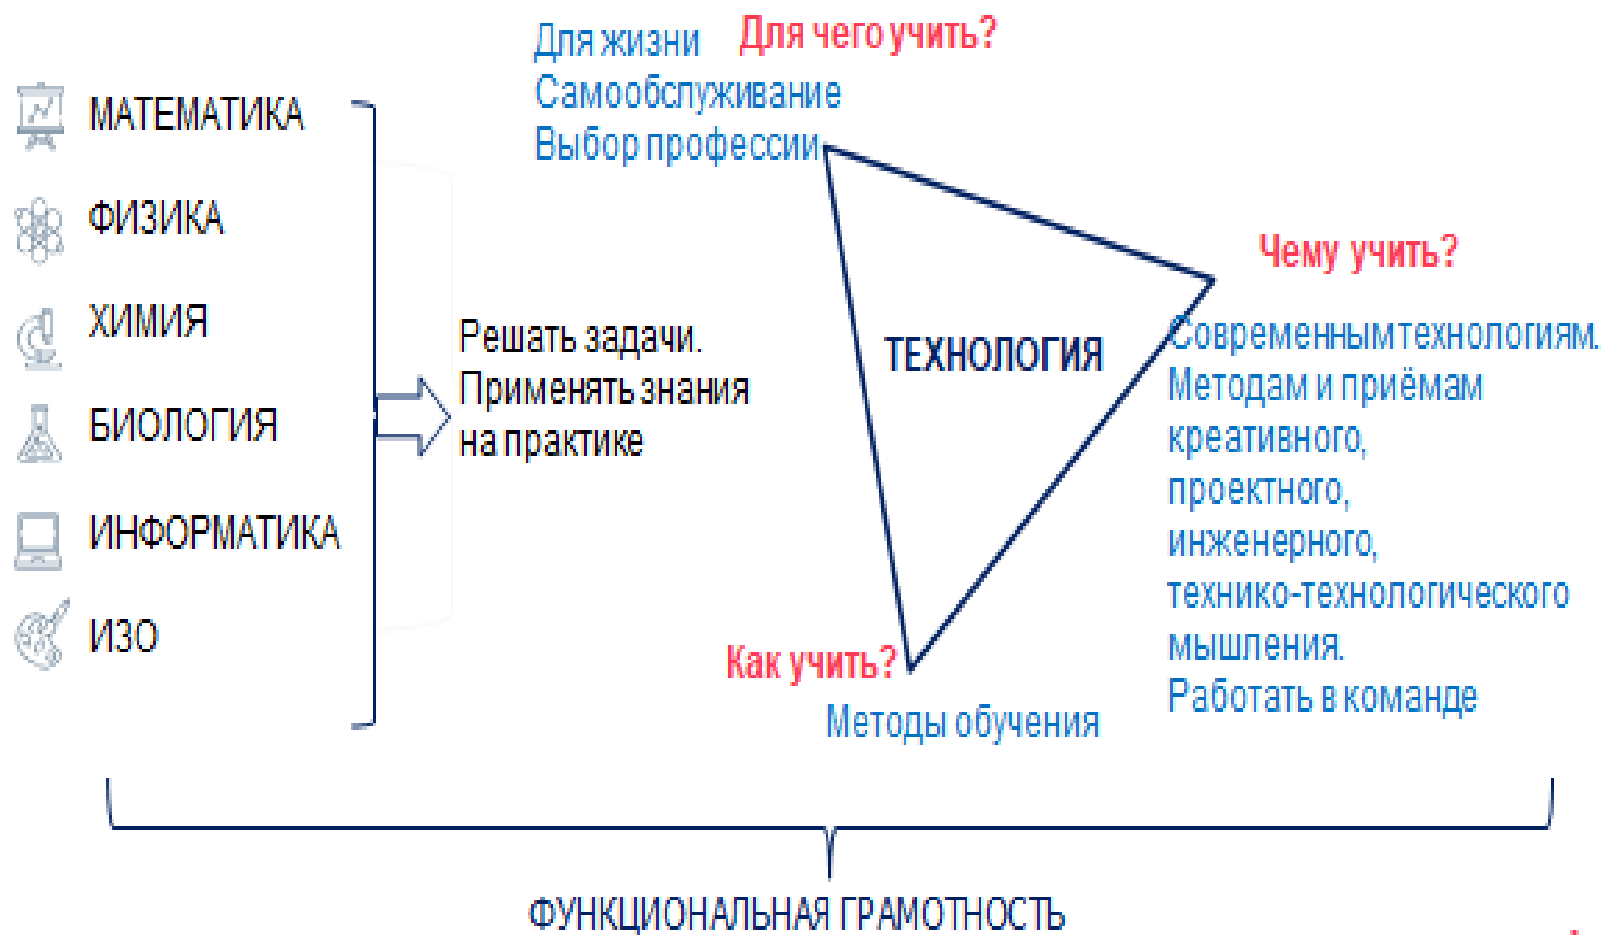 МАТЕМАТИКА
ФИЗИКА
ХИМИЯ
БИОЛОГИЯ
ИНФОРМАТИКА
ИЗО
Решать задачи.
Применять знания
на практике
Для чего учить?
Для жизни
Самообслуживание
Выбор профессии
ТЕХНОЛОГИЯ
Чему учить?
Современным технологиям.
Методам и приёмам
креативного,
проектного,
инженерного,
технико-технологического
мышления.
Работать в команде
Как учить?
Методы обучения
ФУНКЦИОНАЛЬНАЯ ГРАМОТНОСТЬ